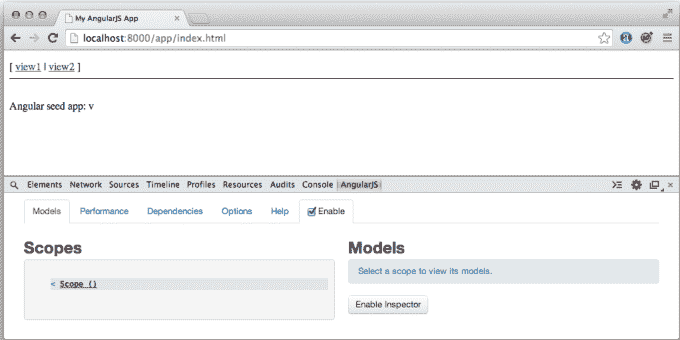 My AngularJS App
localhost:8000/app/index.html
[ view1 | view2 ]
Angular seed app: v
Elements Network Sources Timeline Profiles Resources Audits Console AngularJS
Models Performance Dependencies Options Help Enable
Scopes
< Scope ()
Models
Select a scope to view its models.
Enable Inspector